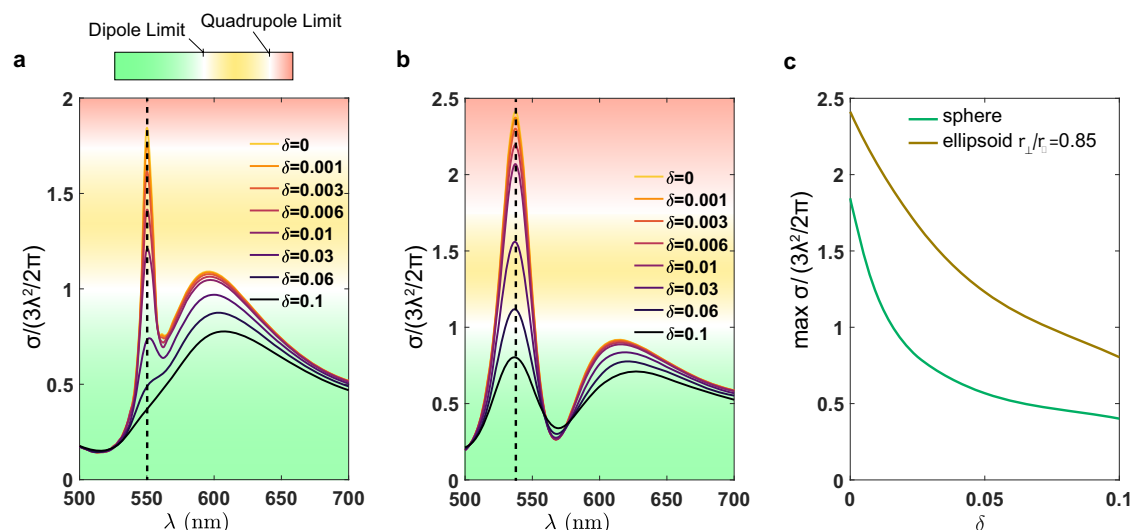 Dipole Limit
Quadrupole Limit
a
σ/(3λ²/2π)
2
1.5
1
0.5
0
500
550
600
650
700
λ (nm)
δ=0
δ=0.001
δ=0.003
δ=0.006
δ=0.01
δ=0.03
δ=0.06
δ=0.1
b
σ/(3λ²/2π)
2.5
2
1.5
1
0.5
0
500
550
600
650
700
λ (nm)
δ=0
δ=0.001
δ=0.003
δ=0.006
δ=0.01
δ=0.03
δ=0.06
δ=0.1
c
max σ/(3λ²/2π)
2.5
2
1.5
1
0.5
0
0
0.05
0.1
δ
sphere
ellipsoid r⊥/r□=0.85